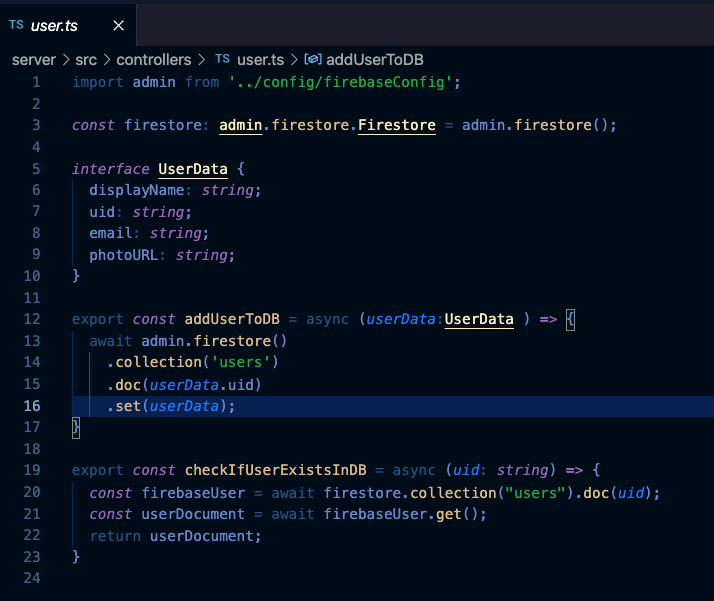 TS user.ts ×
server > src > controllers > TS user.ts > addUserToDB
1 import admin from '../config/firebaseConfig';
2
3 const firestore: admin.firestore.Firestore = admin.firestore();
4
5 interface UserData {
6 displayName: string;
7 uid: string;
8 email: string;
9 photoURL: string;
10 }
11
12 export const addUserToDB = async (userData:UserData ) => {
13 await admin.firestore()
14 .collection('users')
15 .doc(userData.uid)
16 .set(userData);
17 }
18
19 export const checkIfUserExistsInDB = async (uid: string) => {
20 const firebaseUser = await firestore.collection("users").doc(uid);
21 const userDocument = await firebaseUser.get();
22 return userDocument;
23 }
24